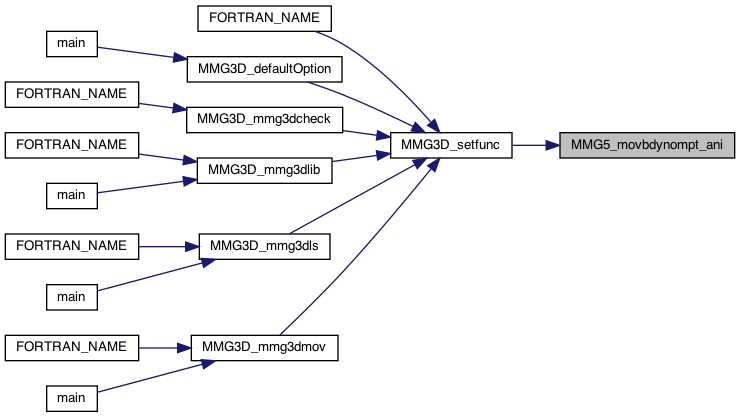 FORTRAN_NAME
main
MMG3D_defaultOption
FORTRAN_NAME
MMG3D_mmg3dcheck
FORTRAN_NAME
MMG3D_setfunc
MMG5_movbdynompt_ani
MMG3D_mmg3dlib
main
FORTRAN_NAME
MMG3D_mmg3dls
main
FORTRAN_NAME
MMG3D_mmg3dmov
main